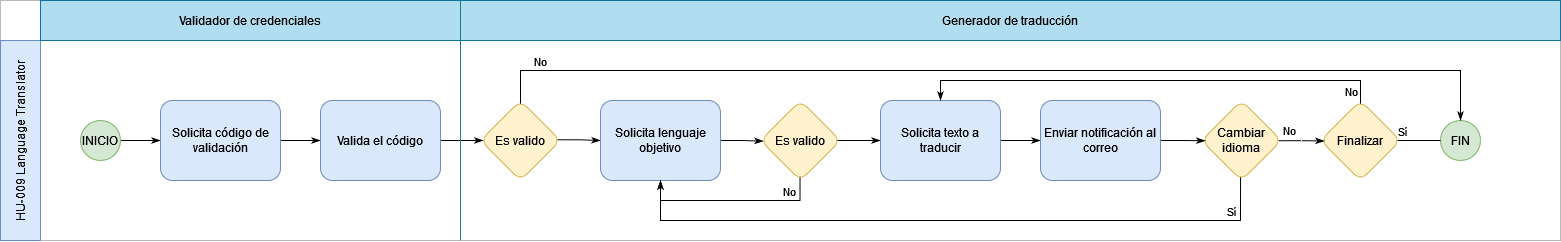 Validador de credenciales
Generador de traducción
HU-009 Language Translator
INICIO
Solicita código de
validación
Valida el código
Es valido
No
Solicita lenguaje
objetivo
Es valido
No
Solicita texto a
traducir
Enviar notificación al
correo
Cambiar
idioma
No
Sí
Finalizar
No
Sí
FIN